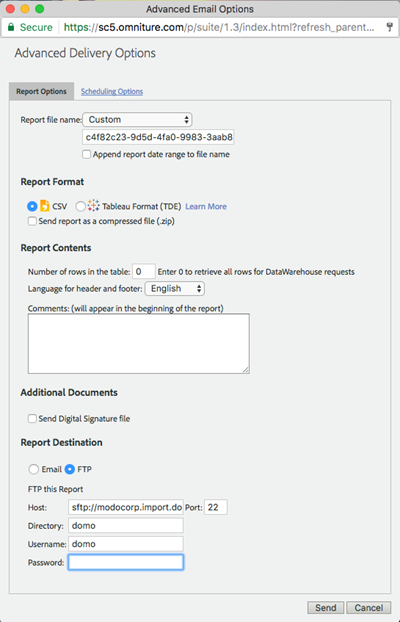 Advanced Email Options
Secure https://sc5.omniture.com/p/suite/1.3/index.html?refresh_parent...
Advanced Delivery Options
Report Options Scheduling Options
Report file name: Custom
c4f82c23-9d5d-4fa0-9983-3aab8
Append report date range to file name
Report Format
CSV Tableau Format (TDE) Learn More
Send report as a compressed file (.zip)
Report Contents
Number of rows in the table: 0 Enter 0 to retrieve all rows for DataWarehouse requests
Language for header and footer: English
Comments: (will appear in the beginning of the report)
Additional Documents
Send Digital Signature file
Report Destination
Email FTP
FTP this Report
Host: sftp://modocorp.import.do Port: 22
Directory: domo
Username: domo
Password:
Send Cancel